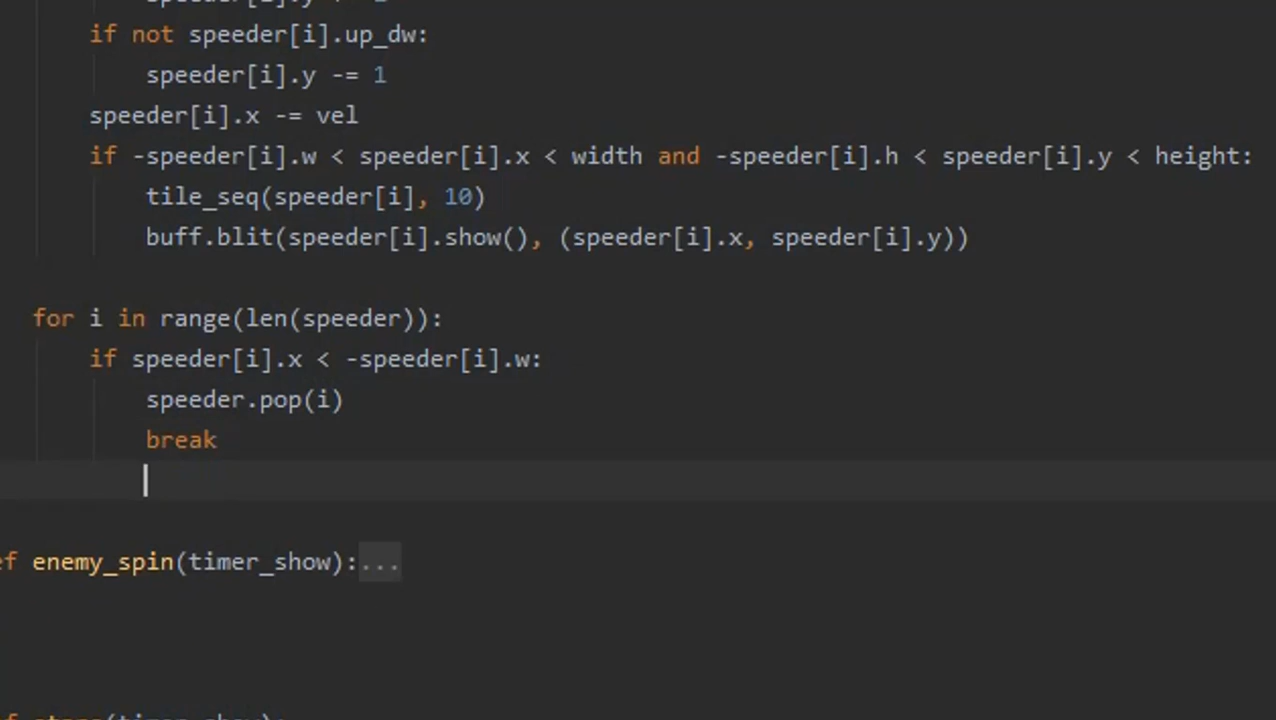 if not speeder[i].up_dw:
speeder[i].y -= 1
speeder[i].x -= vel
if -speeder[i].w < speeder[i].x < width and -speeder[i].h < speeder[i].y < height:
tile_seq(speeder[i], 10)
buff.blit(speeder[i].show(), (speeder[i].x, speeder[i].y))
for i in range(len(speeder)):
if speeder[i].x < -speeder[i].w:
speeder.pop(i)
break
ef enemy_spin(timer_show):...